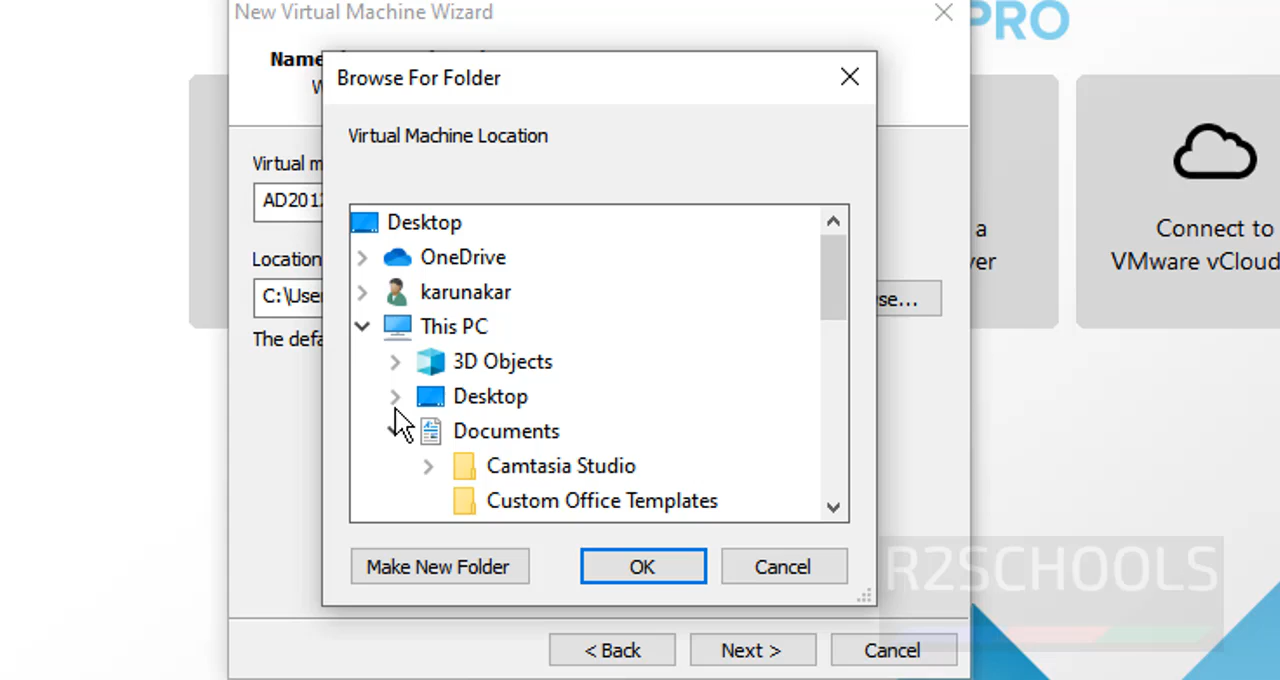 New Virtual Machine Wizard
PRO
Name
W
Browse For Folder
Virtual Machine Location
Virtual m
AD201
Location
C:\User
The defa
Desktop
OneDrive
karunakar
This PC
3D Objects
Desktop
Documents
Camtasia Studio
Custom Office Templates
Make New Folder
OK
Cancel
se...
a
ver
Connect to
VMware vCloud
R2SCHOOLS
< Back
Next >
Cancel